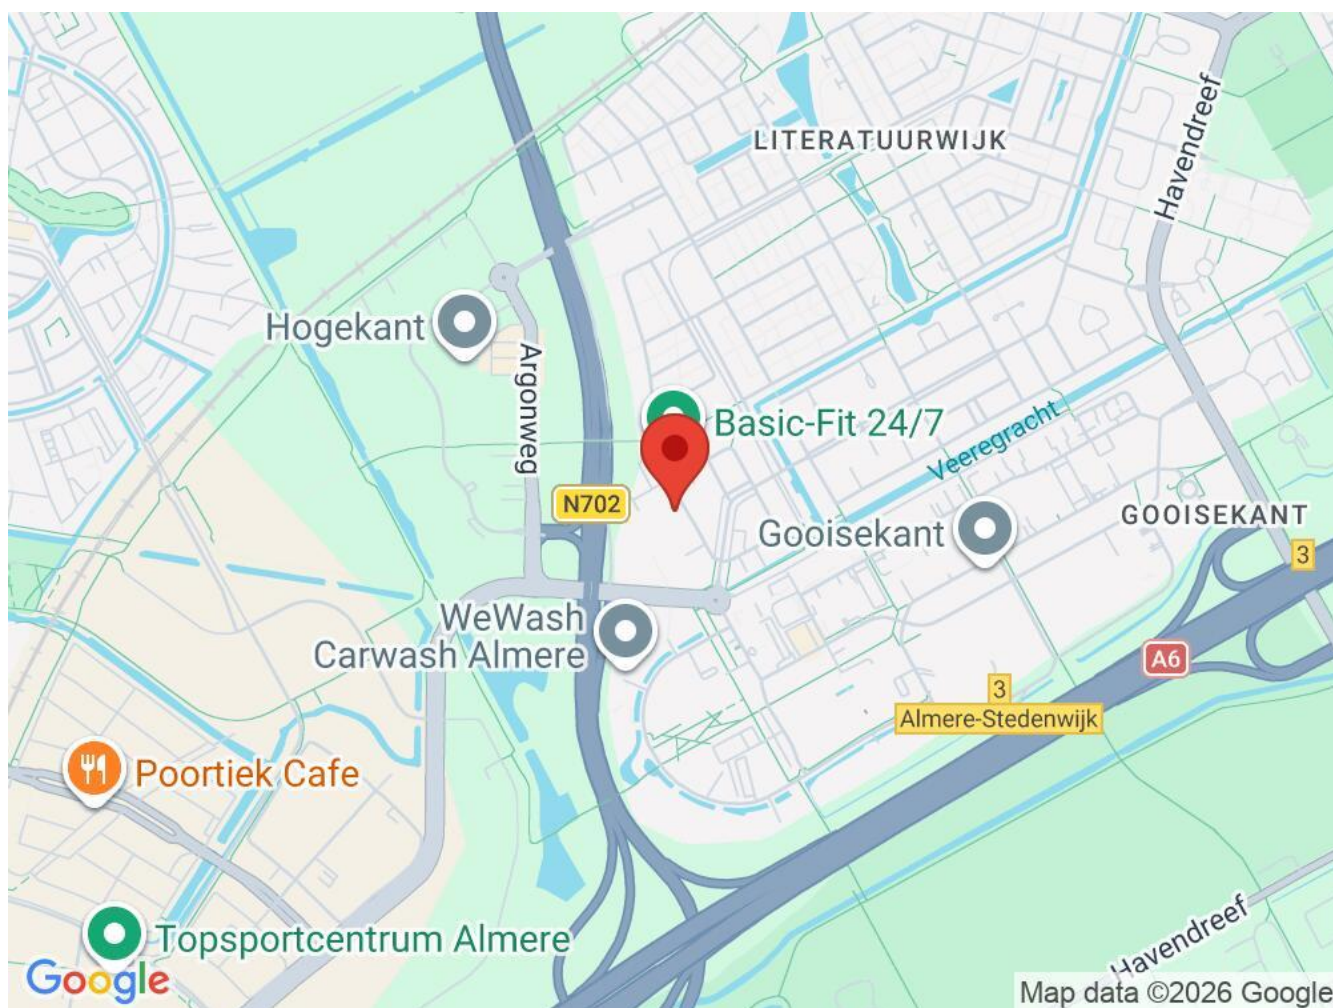 LITERATUURWIJK
Havendreef
Hogekant
Argonweg
Basic-Fit 24/7
Veeregracht
N702
Gooisekant
GOOISEKANT
3
WeWash
Carwash Almere
A6
3
Almere-Stedenwijk
Poortiek Cafe
Topsportcentrum Almere
Havendreef
Google
Map data ©2026 Google